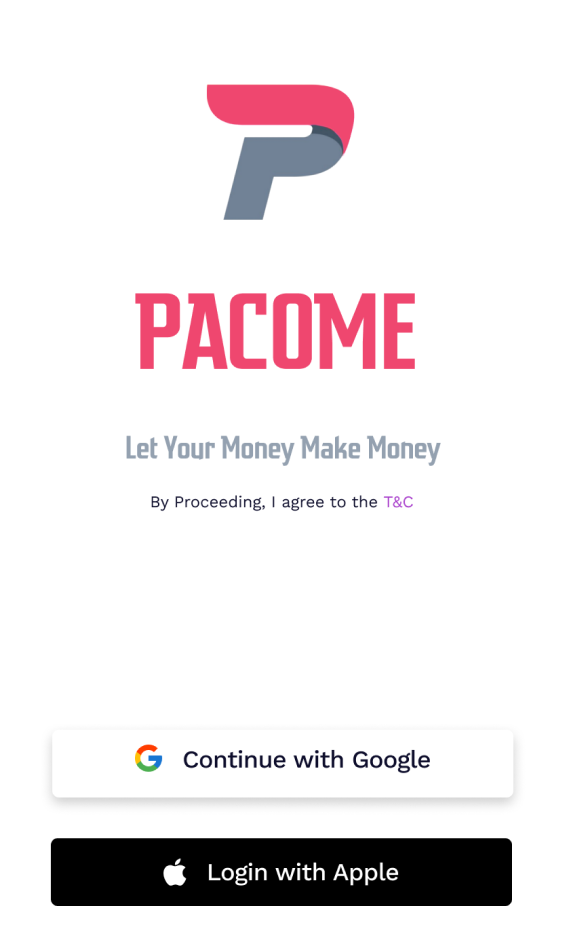 PACOME
Let Your Money Make Money
By Proceeding, I agree to the T&C
Continue with Google
Login with Apple